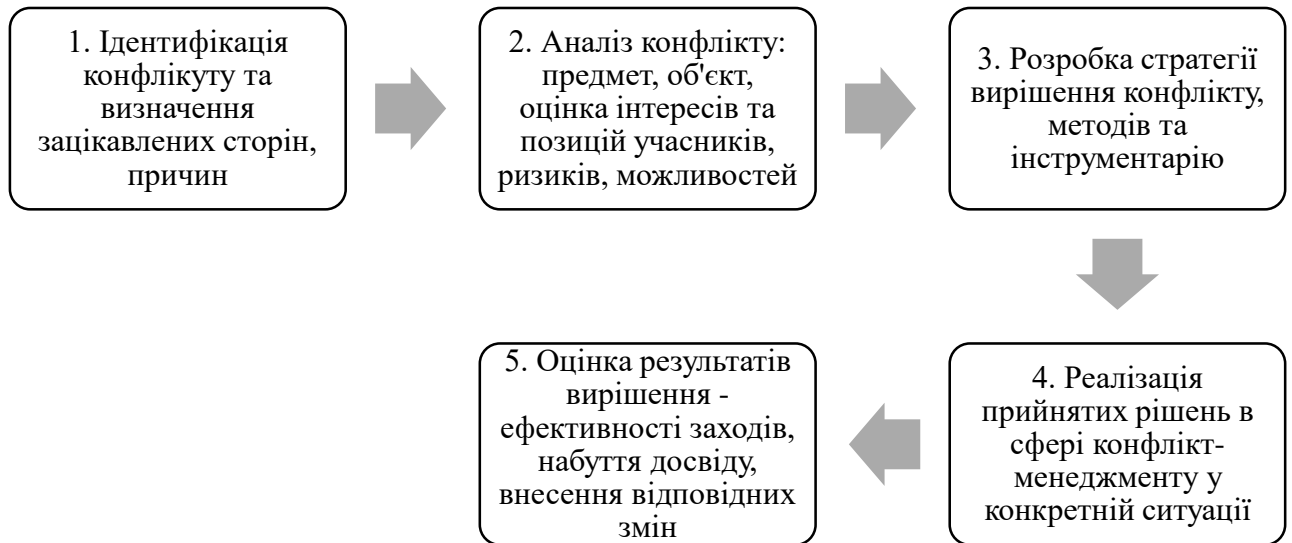 1. Ідентифікація
конфлікуту та
визначення
зацікавлених сторін,
причин
2. Аналіз конфлікту:
предмет, об'єкт,
оцінка інтересів та
позицій учасників,
ризиків, можливостей
3. Розробка стратегії
вирішення конфлікту,
методів та
інструментарію
4. Реалізація
прийнятих рішень в
сфері конфлікт-
менеджменту у
конкретній ситуації
5. Оцінка результатів
вирішення -
ефективності заходів,
набуття досвіду,
внесення відповідних
змін